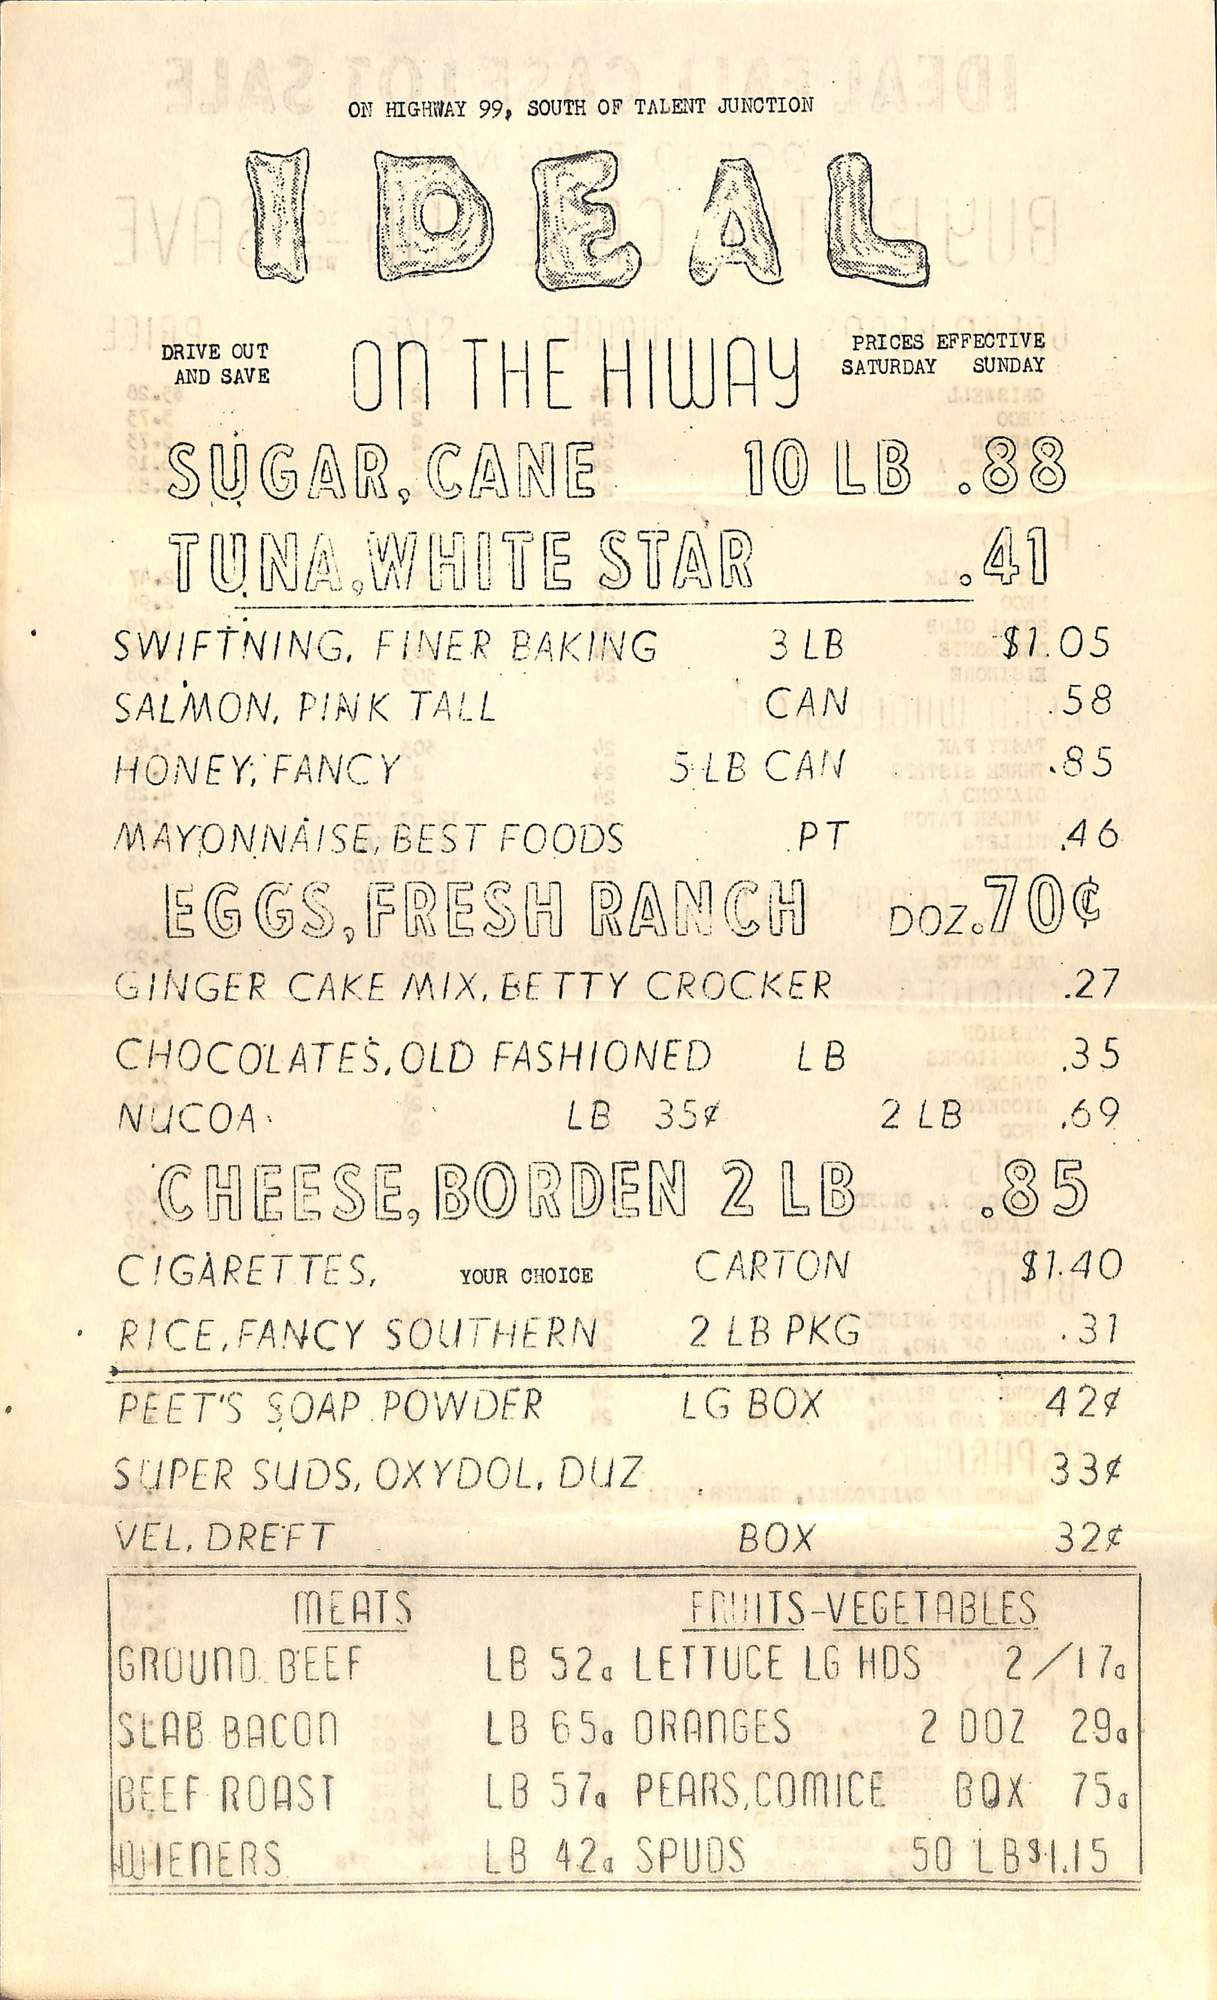 ON HIGHWAY 99, SOUTH OF TALENT JUNCTION
IDEAL
DRIVE OUT AND SAVE
ON THE HIWAY
PRICES EFFECTIVE SATURDAY SUNDAY
SUGAR, CANE 10 LB .88
TUNA, WHITE STAR .41
SWIFTNING, FINER BAKING 3 LB $1.05
SALMON, PINK TALL CAN .58
HONEY, FANCY 5 LB CAN .85
MAYONNAISE, BEST FOODS PT .46
EGGS, FRESH RANCH DOZ. 70¢
GINGER CAKE MIX, BETTY CROCKER .27
CHOCOLATES, OLD FASHIONED LB .35
NUCOA LB 35¢ 2 LB .69
CHEESE, BORDEN 2 LB .85
CIGARETTES, YOUR CHOICE CARTON $1.40
RICE, FANCY SOUTHERN 2 LB PKG .31
PEET'S SOAP POWDER LG BOX 42¢
SUPER SUDS, OXYDOL, DUZ 33¢
VEL, DREFT BOX 32¢
MEATS FRUITS-VEGETABLES
GROUND BEEF LB 52¢ LETTUCE LG HDS 2/17¢
SLAB BACON LB 65¢ ORANGES 2 DOZ 29¢
BEEF ROAST LB 57¢ PEARS, COMICE BOX 75¢
WIENERS LB 42¢ SPUDS 50 LB $1.15